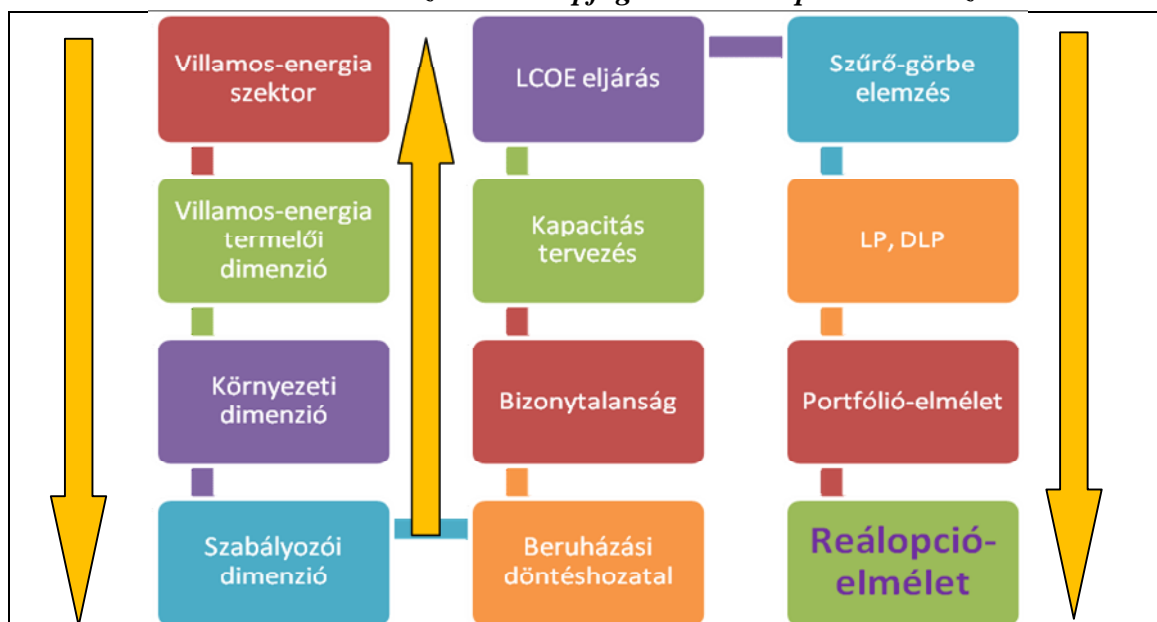 Villamos-energia
szektor
Villamos-energia
termelői
dimenzió
Környezeti
dimenzió
Szabályozói
dimenzió
Beruházási
döntéshozatal
Bizonytalanság
Kapacitás
tervezés
LCOE eljárás
Szűrő-görbe
elemzés
LP, DLP
Portfólió-elmélet
Reálopció-
elmélet